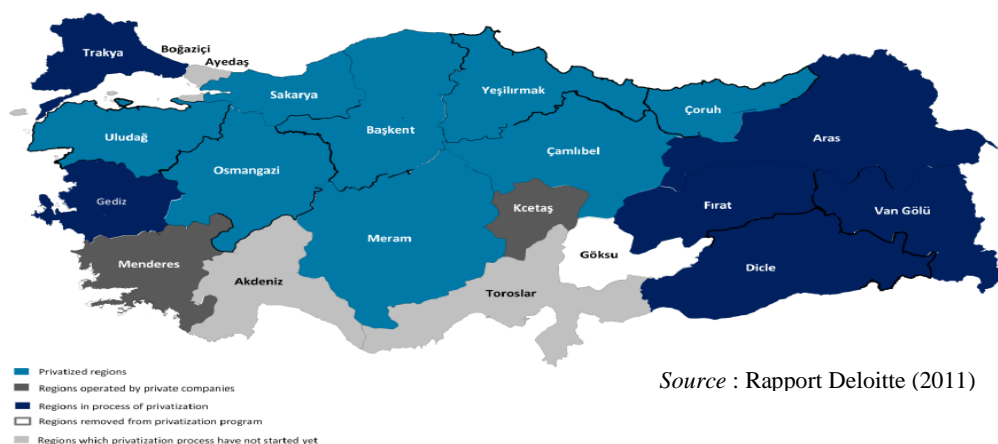 Trakya
Boğaziçi
Ayedaş
Sakarya
Yeşilırmak
Çoruh
Uludağ
Başkent
Çamlıbel
Aras
Osmangazi
Gediz
Kcetaş
Fırat
Van Gölü
Meram
Göksu
Menderes
Dicle
Akdeniz
Toroslar
Privatized regions
Regions operated by private companies
Regions in process of privatization
Regions removed from privatization program
Regions which privatization process have not started yet
Source : Rapport Deloitte (2011)